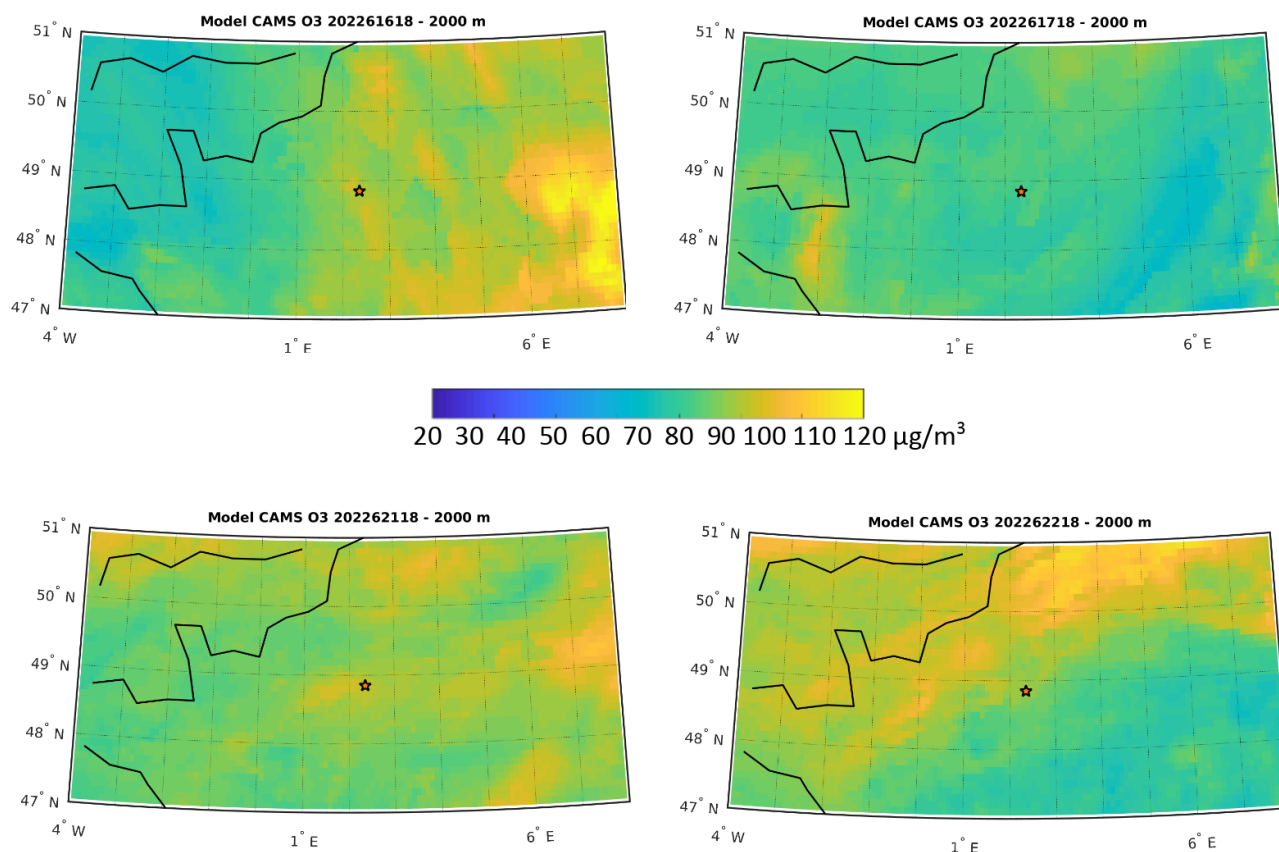 Model CAMS O3 202261618 - 2000 m
51° N
50° N
49° N
48° N
47° N
4° W
1° E
6° E
Model CAMS O3 202261718 - 2000 m
51° N
50° N
49° N
48° N
47° N
4° W
1° E
6° E
20 30 40 50 60 70 80 90 100 110 120 µg/m³
Model CAMS O3 202262118 - 2000 m
51° N
50° N
49° N
48° N
47° N
4° W
1° E
6° E
Model CAMS O3 202262218 - 2000 m
51° N
50° N
49° N
48° N
47° N
4° W
1° E
6° E